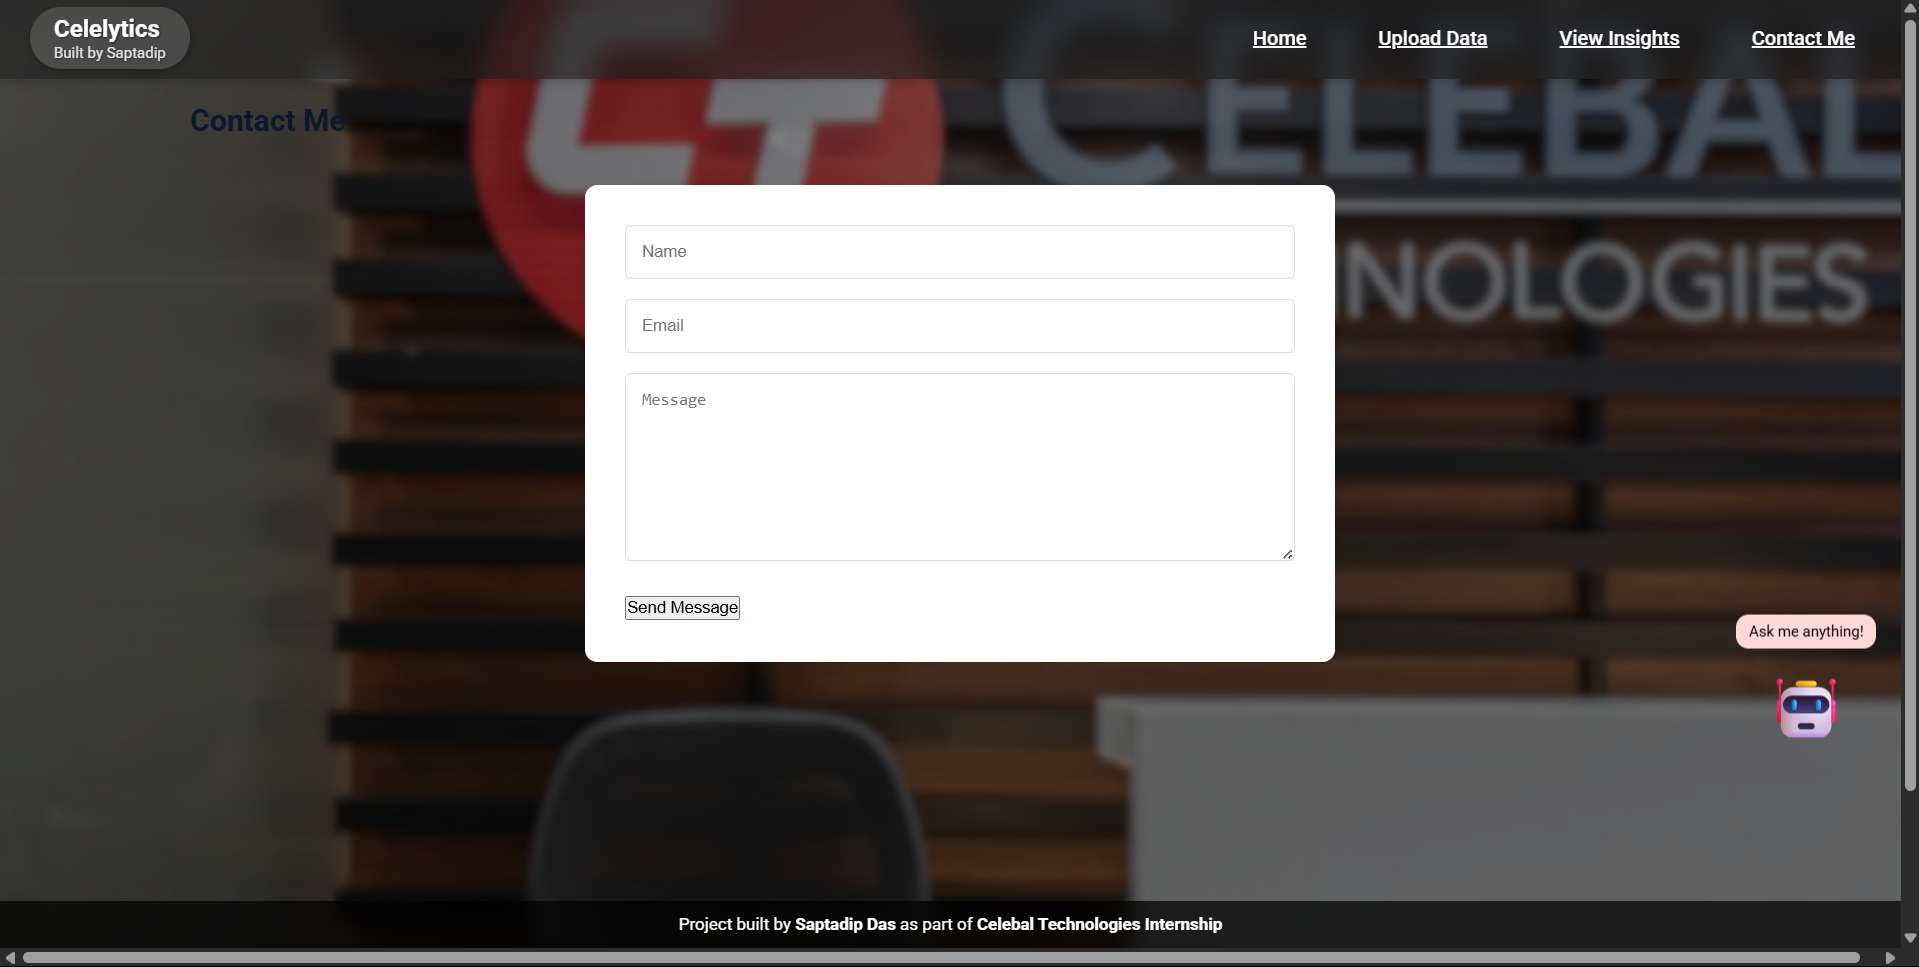 Celelytics
Built by Saptadip
Home
Upload Data
View Insights
Contact Me
Contact Me
CT
CELEBAL
NOLOGIES
Name
Email
Message
Send Message
Ask me anything!
Project built by Saptadip Das as part of Celebal Technologies Internship